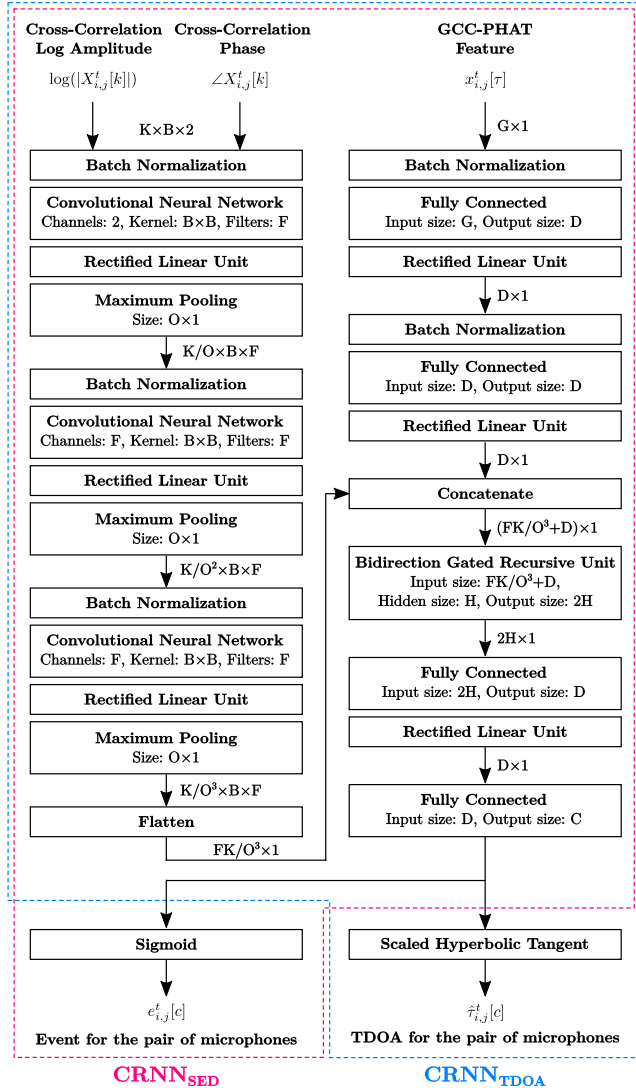 Cross-Correlation
Log Amplitude
log(|X^t_{i,j}[k]|)
Cross-Correlation
Phase
∠X^t_{i,j}[k]
K×B×2
Batch Normalization
Convolutional Neural Network
Channels: 2, Kernel: B×B, Filters: F
Rectified Linear Unit
Maximum Pooling
Size: O×1
K/O×B×F
Batch Normalization
Convolutional Neural Network
Channels: F, Kernel: B×B, Filters: F
Rectified Linear Unit
Maximum Pooling
Size: O×1
K/O²×B×F
Batch Normalization
Convolutional Neural Network
Channels: F, Kernel: B×B, Filters: F
Rectified Linear Unit
Maximum Pooling
Size: O×1
K/O³×B×F
Flatten
FK/O³×1
GCC-PHAT
Feature
x^t_{i,j}[τ]
G×1
Batch Normalization
Fully Connected
Input size: G, Output size: D
Rectified Linear Unit
D×1
Batch Normalization
Fully Connected
Input size: D, Output size: D
Rectified Linear Unit
D×1
Concatenate
(FK/O³+D)×1
Bidirection Gated Recursive Unit
Input size: FK/O³+D,
Hidden size: H, Output size: 2H
2H×1
Fully Connected
Input size: 2H, Output size: D
Rectified Linear Unit
D×1
Fully Connected
Input size: D, Output size: C
Sigmoid
e^t_{i,j}[c]
Event for the pair of microphones
CRNN_SED
Scaled Hyperbolic Tangent
τ̂^t_{i,j}[c]
TDOA for the pair of microphones
CRNN_TDOA